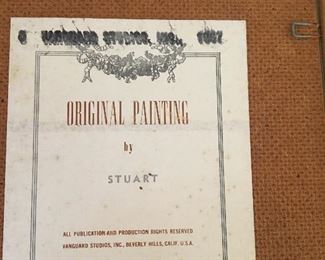 VANGUARD STUDIOS, INC.,
ORIGINAL PAINTING
by
STUART
ALL PUBLICATION AND PRODUCTION RIGHTS RESERVED
VANGUARD STUDIOS, INC., BEVERLY HILLS, CALIF. U.S.A.